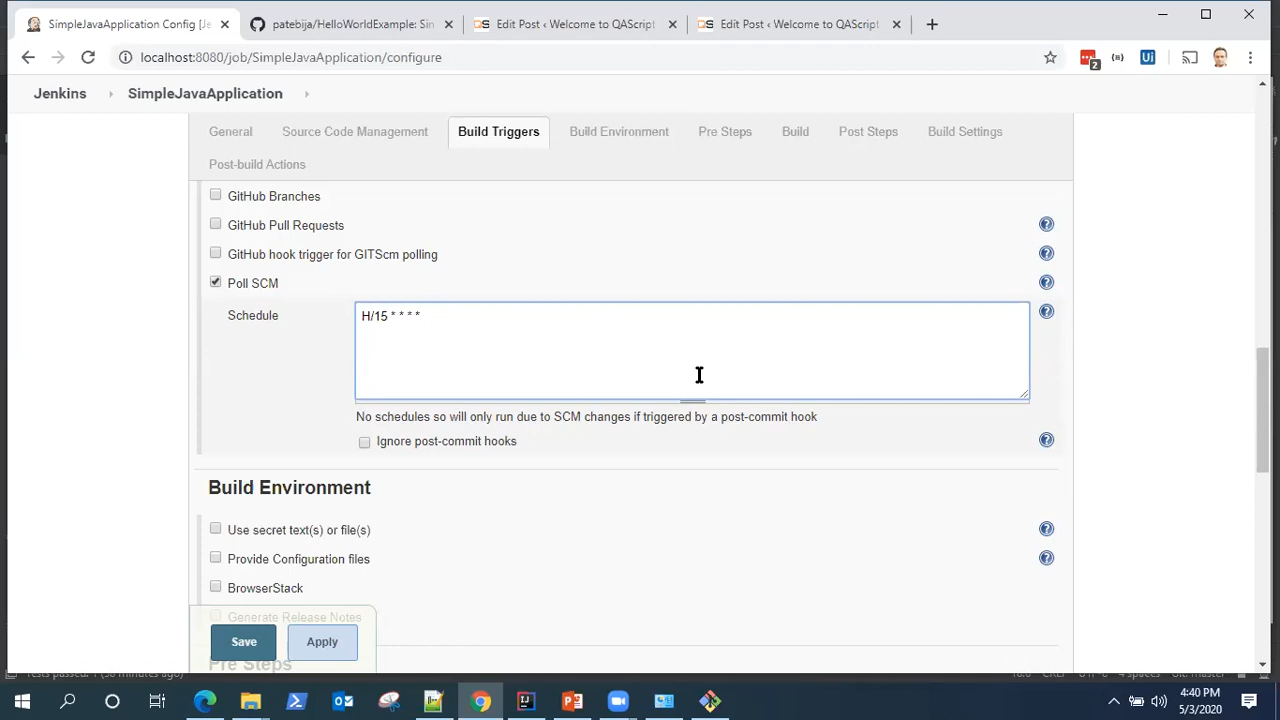 SimpleJavaApplication Config [Je
patebija/HelloWorldExample: Sim
Edit Post ‹ Welcome to QAScript
Edit Post ‹ Welcome to QAScript
localhost:8080/job/SimpleJavaApplication/configure
2
Ui
Jenkins
SimpleJavaApplication
General
Source Code Management
Build Triggers
Build Environment
Pre Steps
Build
Post Steps
Build Settings
Post-build Actions
GitHub Branches
GitHub Pull Requests
GitHub hook trigger for GITScm polling
Poll SCM
Schedule
H/15 * * * *
No schedules so will only run due to SCM changes if triggered by a post-commit hook
Ignore post-commit hooks
Build Environment
Use secret text(s) or file(s)
Provide Configuration files
BrowserStack
Generate Release Notes
Save
Apply
Pre Steps
4:40 PM
5/3/2020